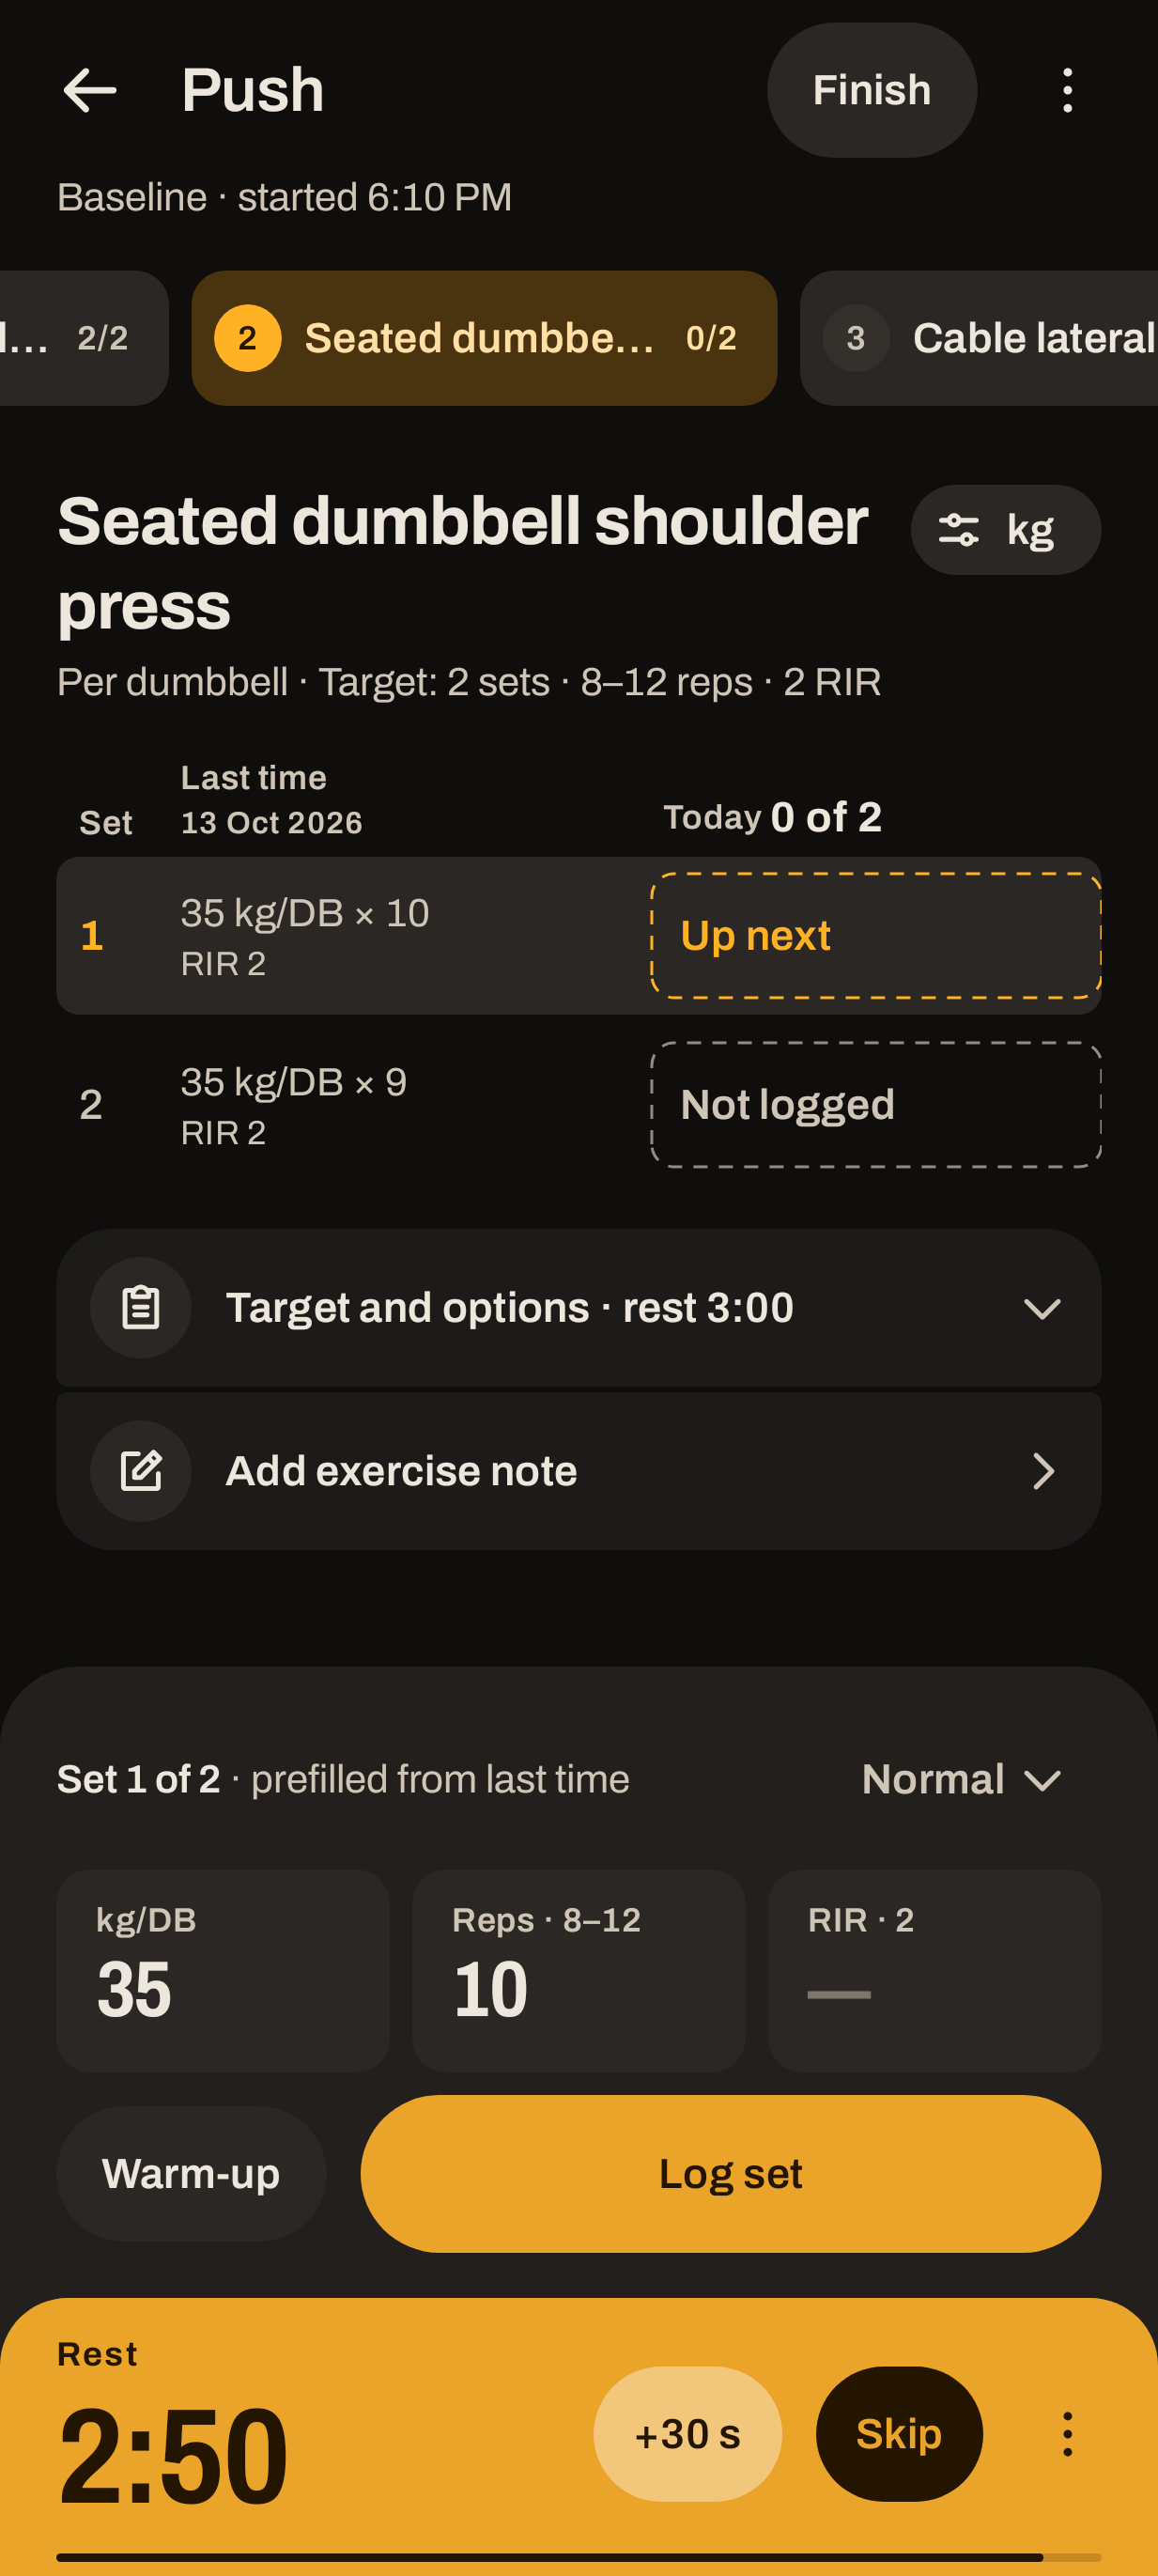 Push
Finish
Baseline · started 6:10 PM
l… 2/2
2 Seated dumbbe… 0/2
3 Cable lateral
Seated dumbbell shoulder
press
kg
Per dumbbell · Target: 2 sets · 8–12 reps · 2 RIR
Set
Last time
13 Oct 2026
Today 0 of 2
1
35 kg/DB × 10
RIR 2
Up next
2
35 kg/DB × 9
RIR 2
Not logged
Target and options · rest 3:00
Add exercise note
Set 1 of 2 · prefilled from last time
Normal
kg/DB
35
Reps · 8–12
10
RIR · 2
—
Warm-up
Log set
Rest
2:50
+30 s
Skip